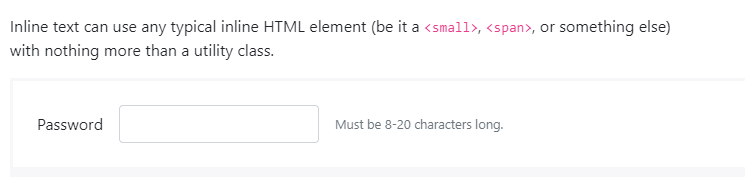 Inline text can use any typical inline HTML element (be it a <small>, <span>, or something else)
with nothing more than a utility class.
Password
Must be 8-20 characters long.